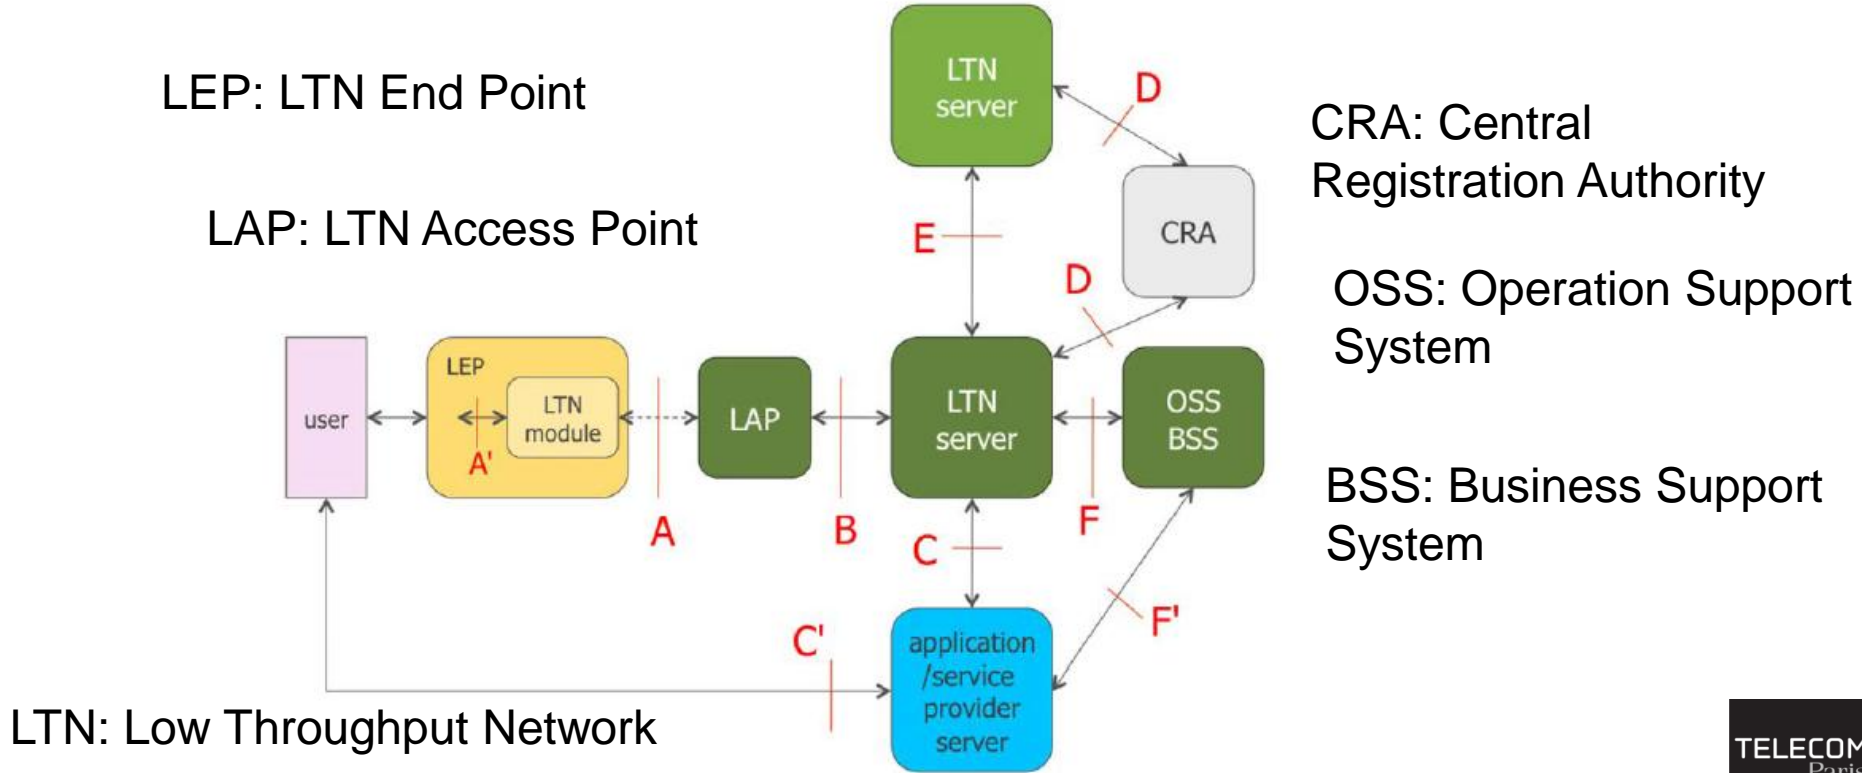 LEP: LTN End Point
LAP: LTN Access Point
LTN
server
D
CRA: Central
Registration Authority
E
CRA
D
OSS: Operation Support
System
user
LEP
LTN
module
A'
A
LAP
B
LTN
server
F
OSS
BSS
BSS: Business Support
System
C
F'
C'
application
/service
provider
server
LTN: Low Throughput Network
TELECOM
Paris